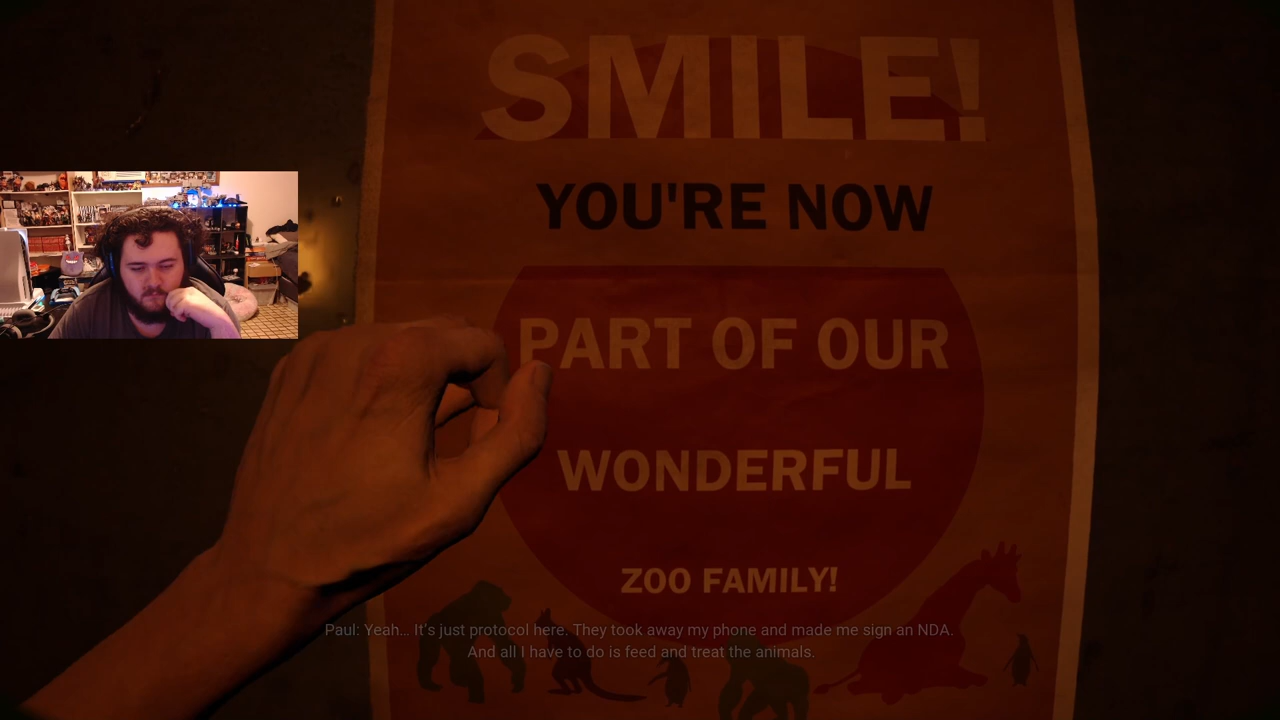 SMILE!
YOU'RE NOW
PART OF OUR
WONDERFUL
ZOO FAMILY!
Paul: Yeah... It's just protocol here. They took away my phone and made me sign an NDA.
And all I have to do is feed and treat the animals.